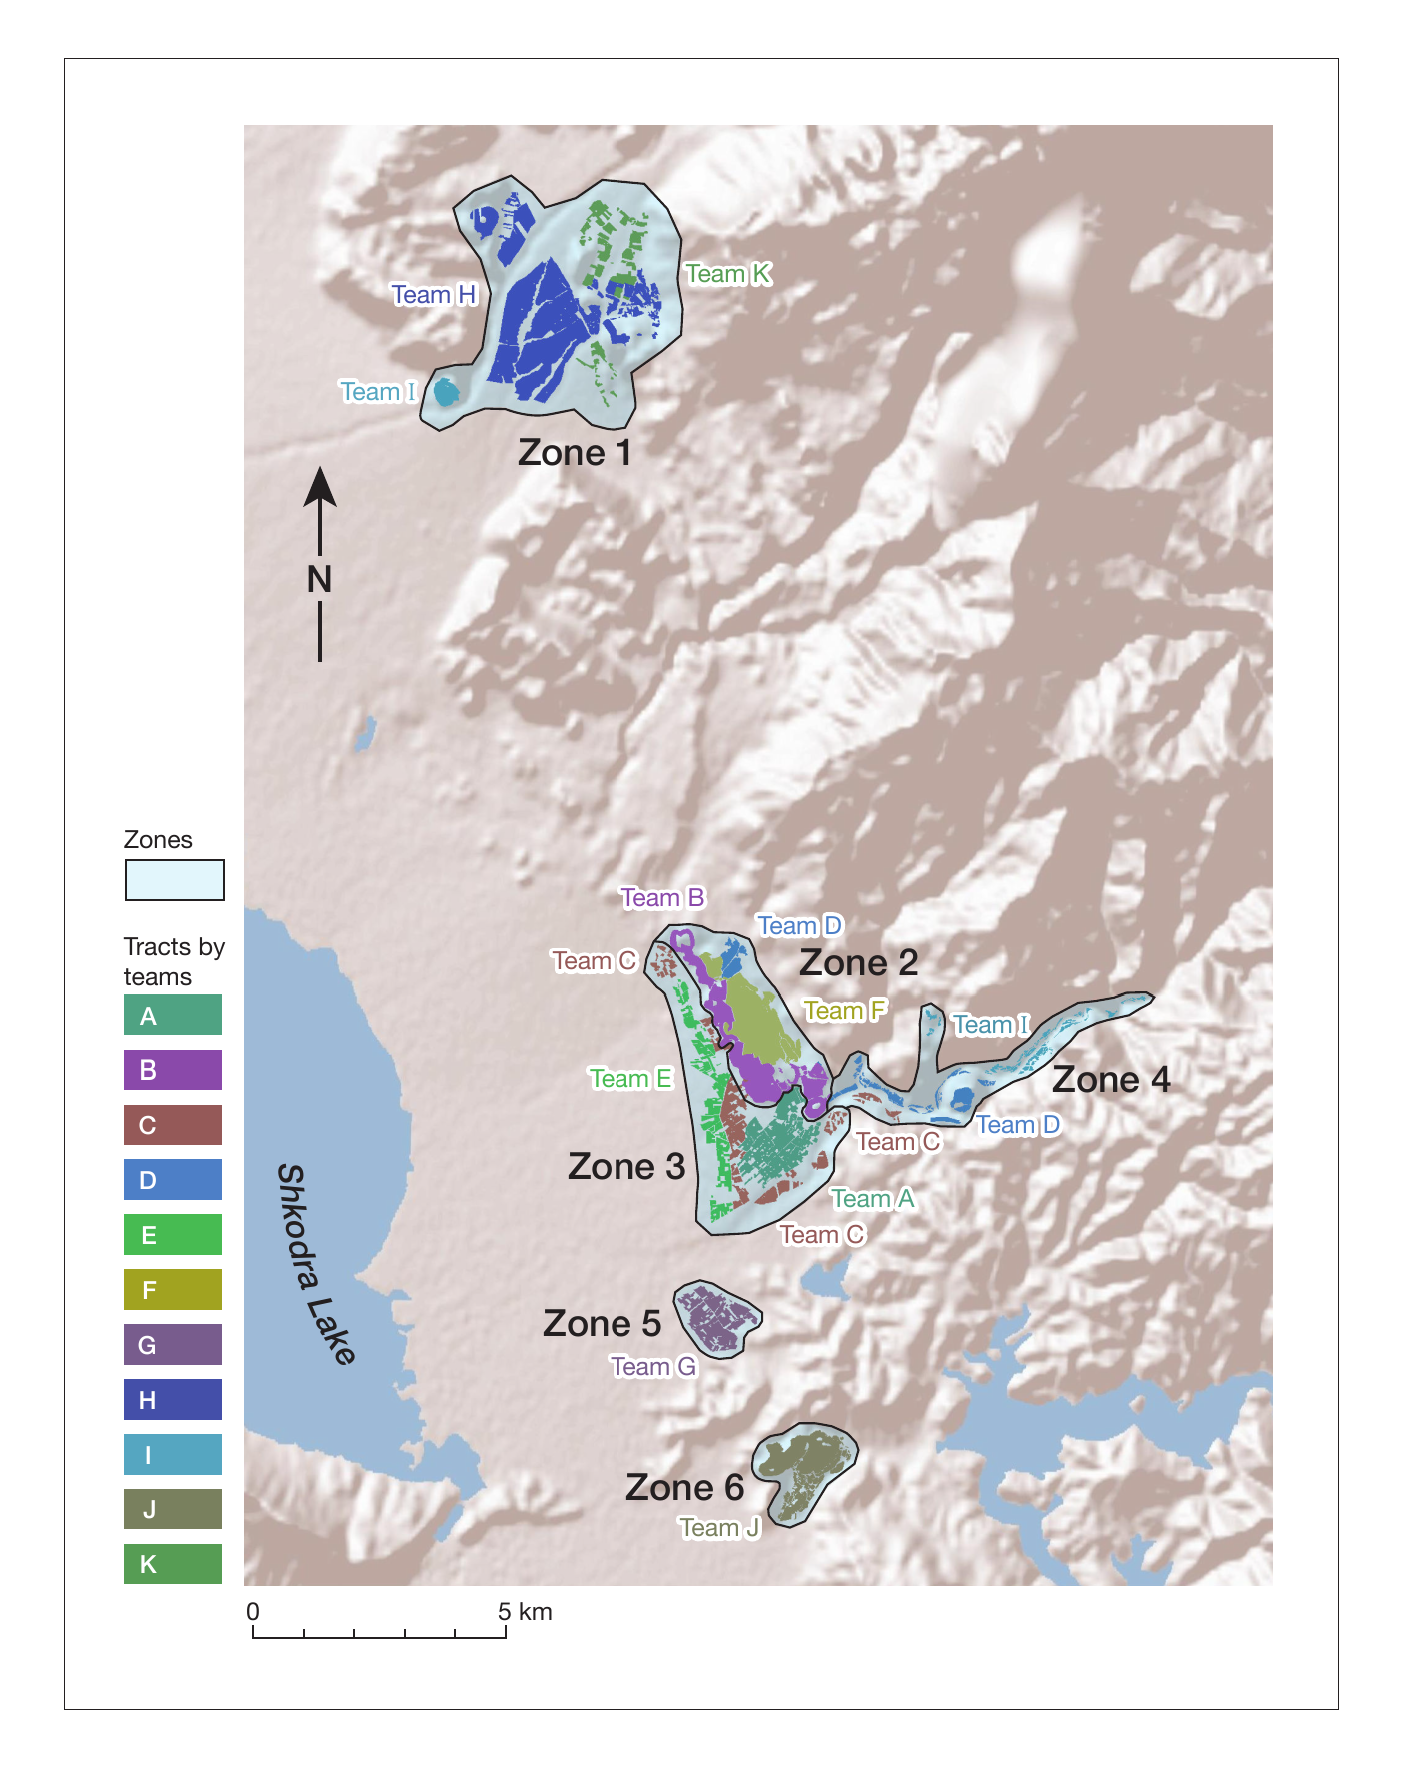 Team K
Team H
Team I
Zone 1
N
Zones
Team B
Team D
Tracts by
teams
Team C
Zone 2
Team F
Team I
A
Team E
Zone 4
B
C
Team D
Team C
Zone 3
D
Team A
Shkodra Lake
E
Team C
F
Zone 5
G
Team G
H
I
Zone 6
J
Team J
K
0
5 km